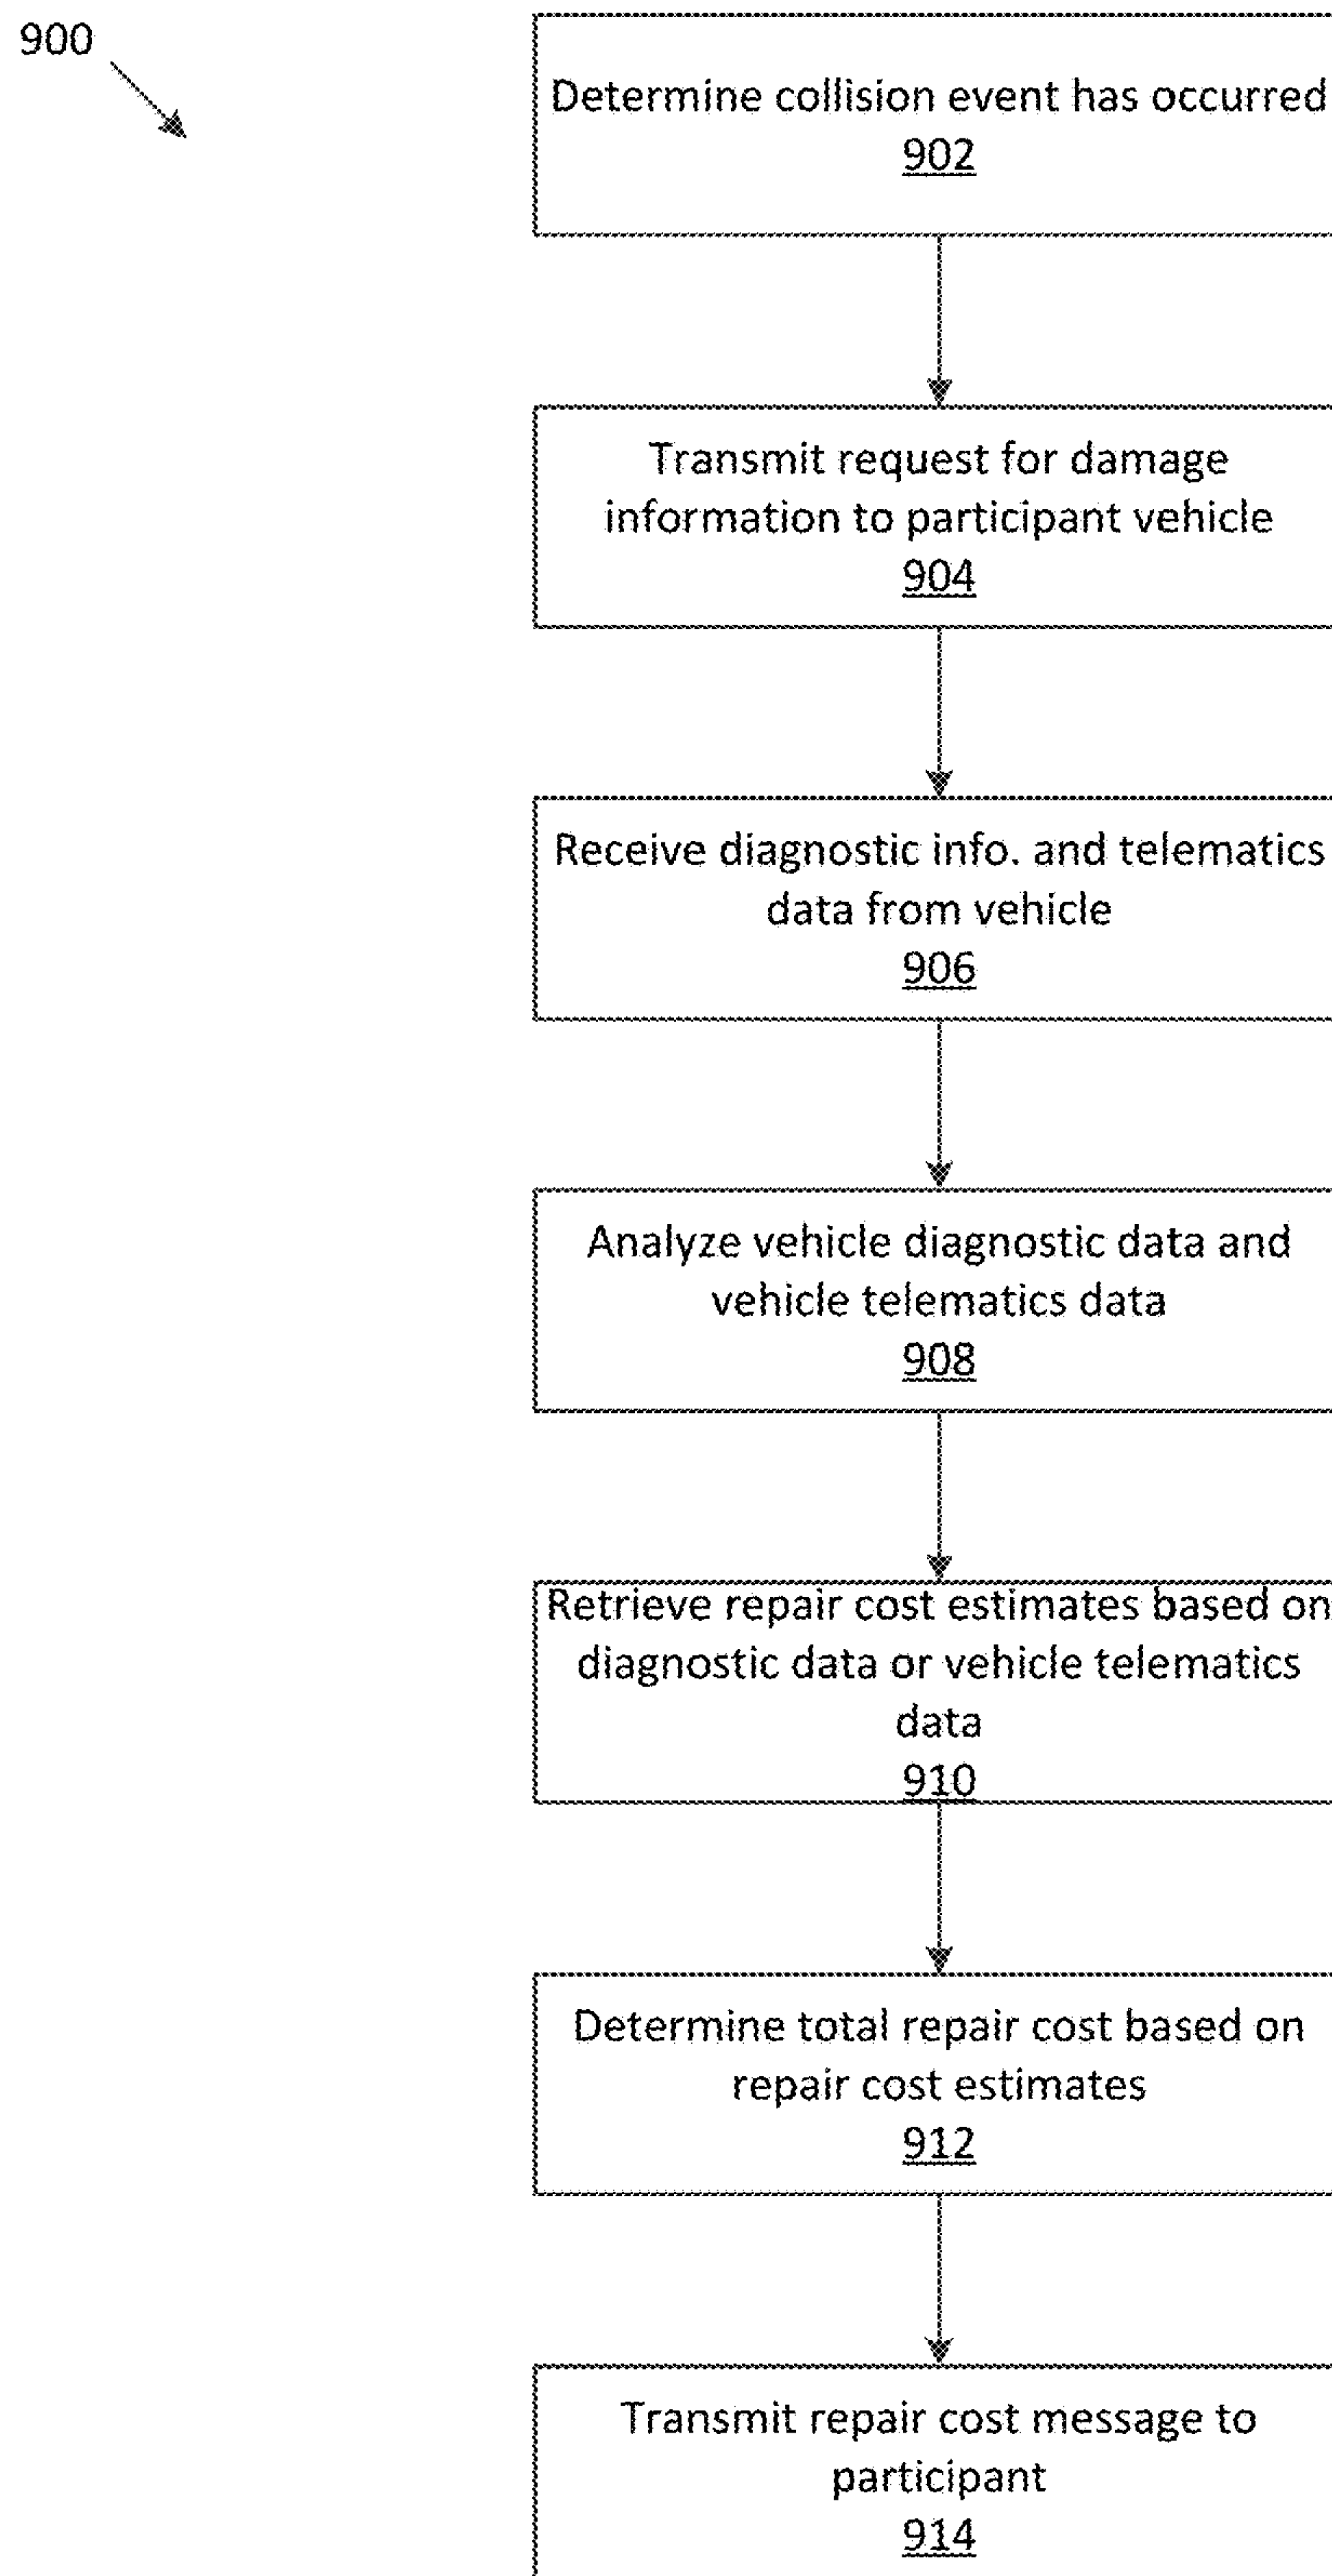 900
Determine collision event has occurred
902
Transmit request for damage
information to participant vehicle
904
Receive diagnostic info. and telematics
data from vehicle
906
Analyze vehicle diagnostic data and
vehicle telematics data
908
Retrieve repair cost estimates based on
diagnostic data or vehicle telematics
data
910
Determine total repair cost based on
repair cost estimates
912
Transmit repair cost message to
participant
914